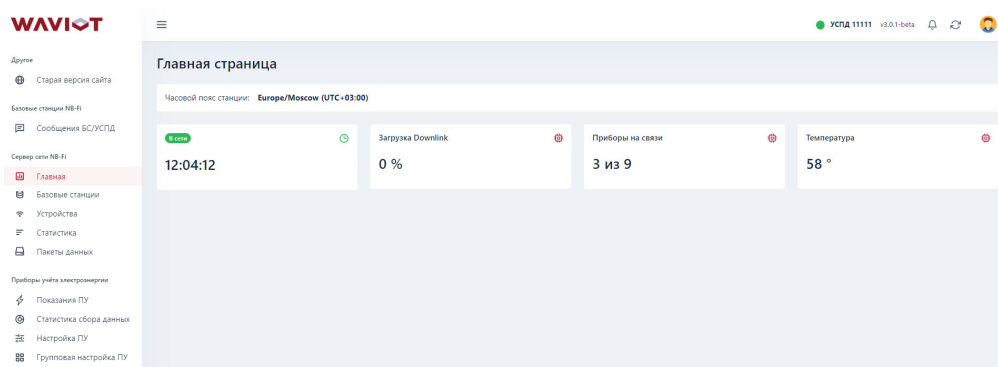 WAVIOT
УСПД 11111 v3.0.1-beta
Другое
Старая версия сайта
Базовые станции NB-Fi
Сообщения БС/УСПД
Сервер сети NB-Fi
Главная
Базовые станции
Устройства
Статистика
Пакеты данных
Приборы учёта электроэнергии
Показания ПУ
Статистика сбора данных
Настройка ПУ
Групповая настройка ПУ
Главная страница
Часовой пояс станции: Europe/Moscow (UTC+03:00)
В сети
12:04:12
Загрузка Downlink
0 %
Приборы на связи
3 из 9
Температура
58 °